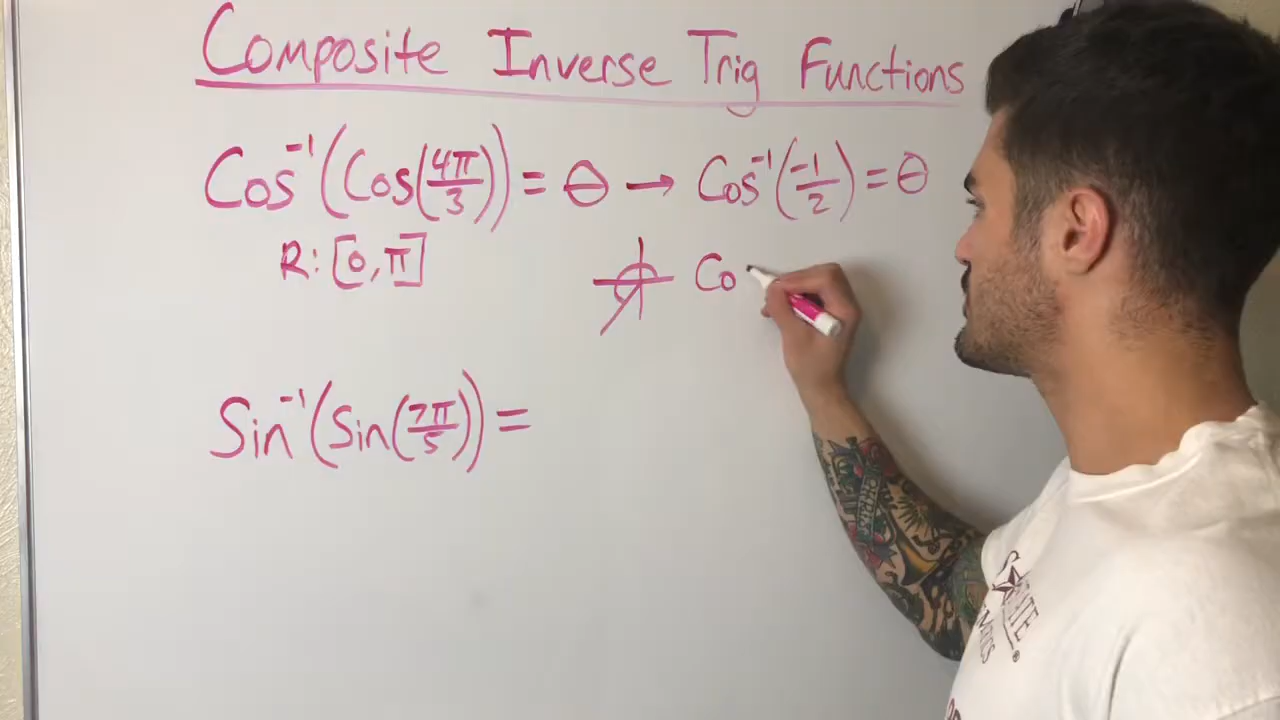 Composite Inverse Trig Functions
Cos⁻¹(Cos(4π/3)) = θ → Cos⁻¹(-1/2) = θ
R: [0, π]
Co
Sin⁻¹(Sin(7π/5)) =